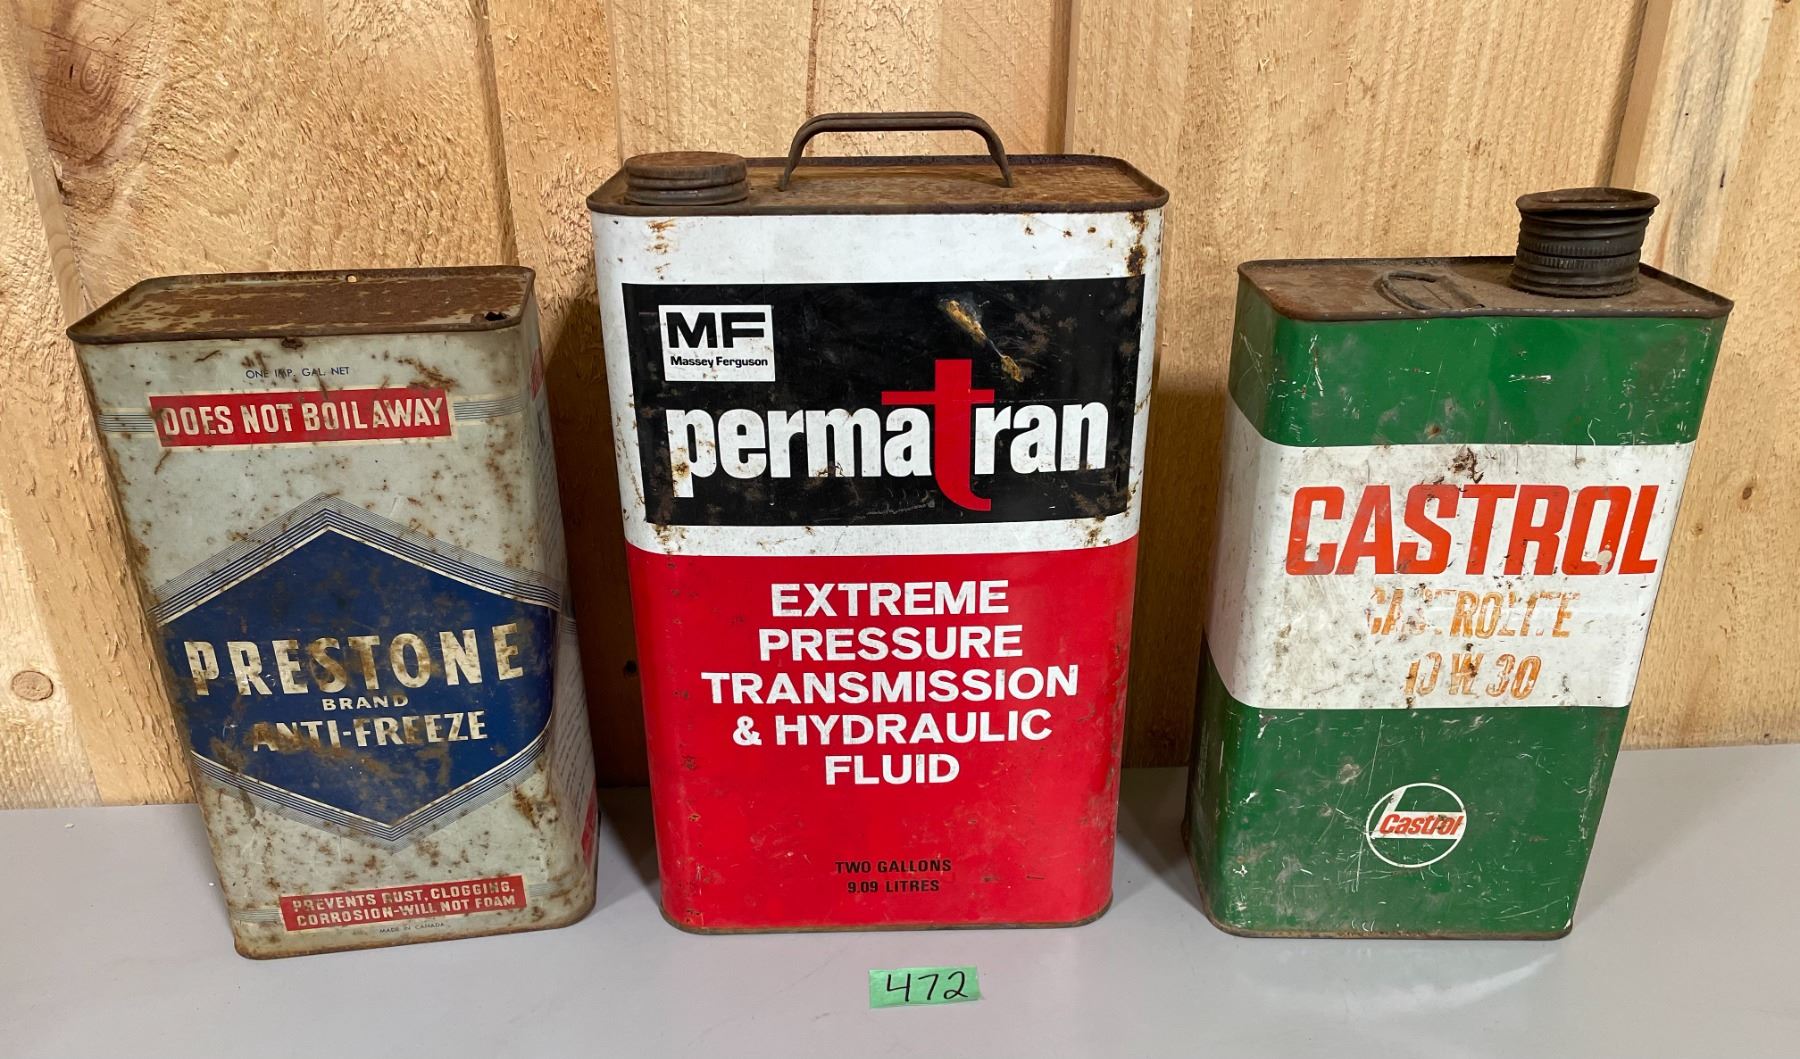 ONE IMP. GAL. NET
DOES NOT BOIL AWAY
PRESTONE
BRAND
ANTI-FREEZE
PREVENTS RUST, CLOGGING,
CORROSION-WILL NOT FOAM
MADE IN CANADA
MF
Massey Ferguson
permatran
EXTREME
PRESSURE
TRANSMISSION
& HYDRAULIC
FLUID
TWO GALLONS
9.09 LITRES
CASTROL
CASTROLITE
10 W 30
Castrol
472